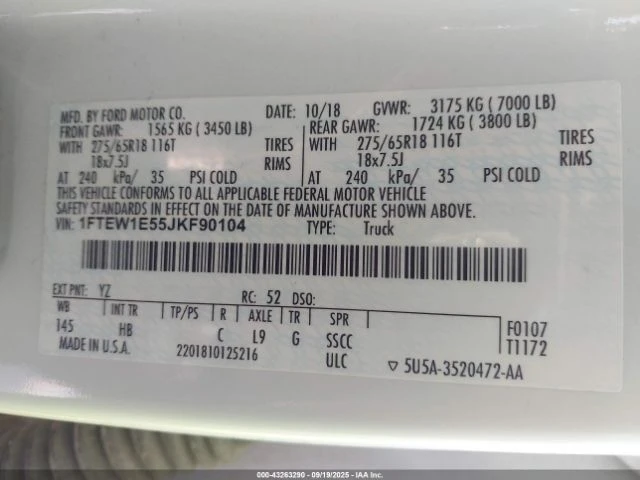 MFD. BY FORD MOTOR CO. DATE: 10/18 GVWR: 3175 KG ( 7000 LB)
FRONT GAWR: 1565 KG ( 3450 LB) REAR GAWR: 1724 KG ( 3800 LB)
WITH 275/65R18 116T TIRES WITH 275/65R18 116T TIRES
18x7.5J RIMS 18x7.5J RIMS
AT 240 kPa/ 35 PSI COLD AT 240 kPa/ 35 PSI COLD
THIS VEHICLE CONFORMS TO ALL APPLICABLE FEDERAL MOTOR VEHICLE
SAFETY STANDARDS IN EFFECT ON THE DATE OF MANUFACTURE SHOWN ABOVE.
VIN: 1FTEW1E55JKF90104 TYPE: Truck
EXT PNT: YZ RC: 52 DSO:
WB INT TR TP/PS R AXLE TR SPR F0107
145 HB C L9 G SSCC T1172
MADE IN U.S.A. 2201810125216 ULC ▽ 5U5A-3520472-AA
000-43263290 - 09/19/2025 - Copyright © IAA, Inc.